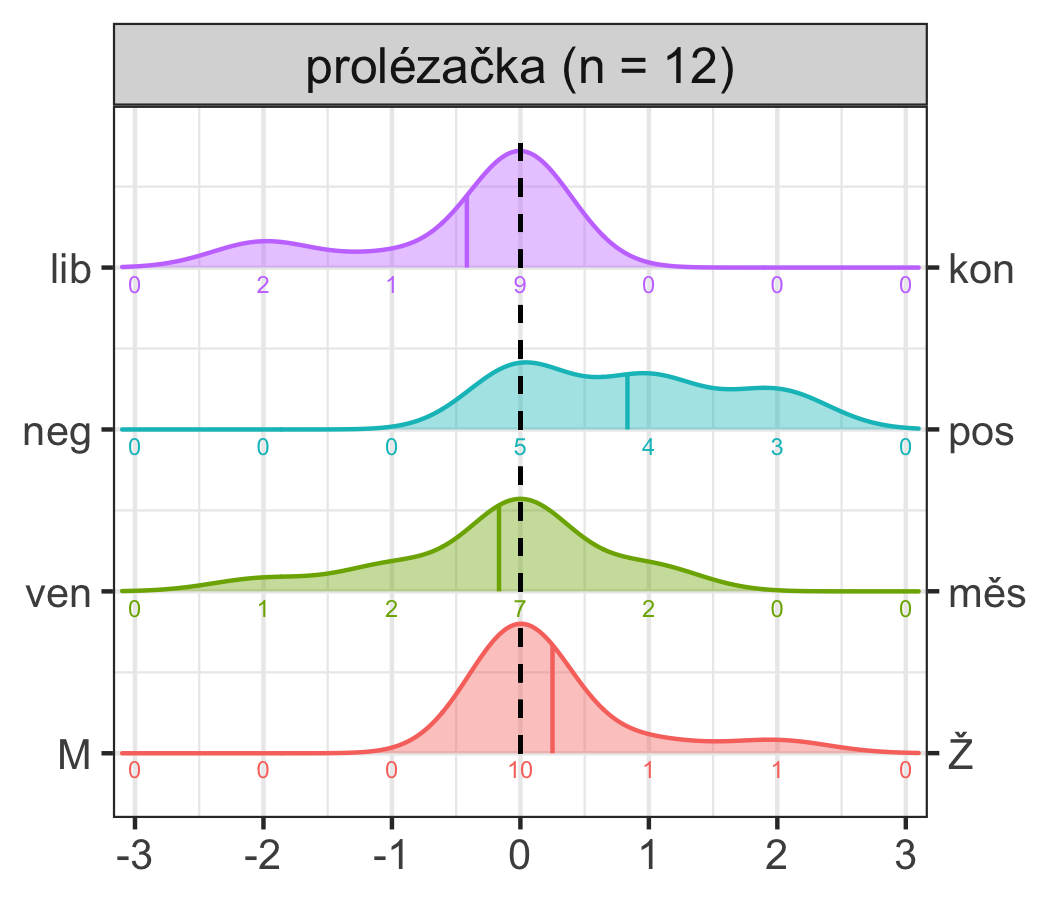 prolézačka (n = 12)
lib kon
0 2 1 9 0 0 0
neg pos
0 0 0 5 4 3 0
ven měs
0 1 2 7 2 0 0
M Ž
0 0 0 10 1 1 0
-3 -2 -1 0 1 2 3